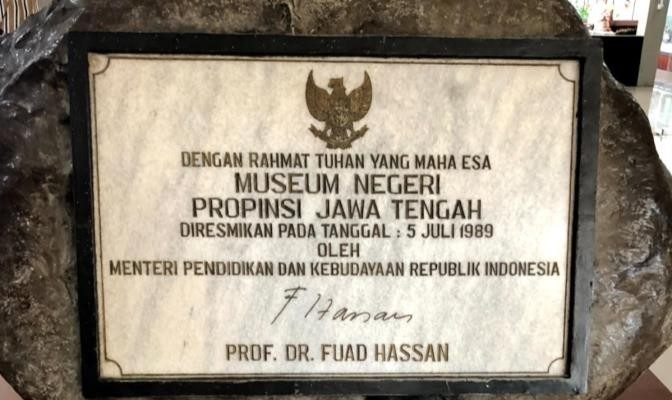 DENGAN RAHMAT TUHAN YANG MAHA ESA
MUSEUM NEGERI
PROPINSI JAWA TENGAH
DIRESMIKAN PADA TANGGAL : 5 JULI 1989
OLEH
MENTERI PENDIDIKAN DAN KEBUDAYAAN REPUBLIK INDONESIA
F Hassan
PROF. DR. FUAD HASSAN